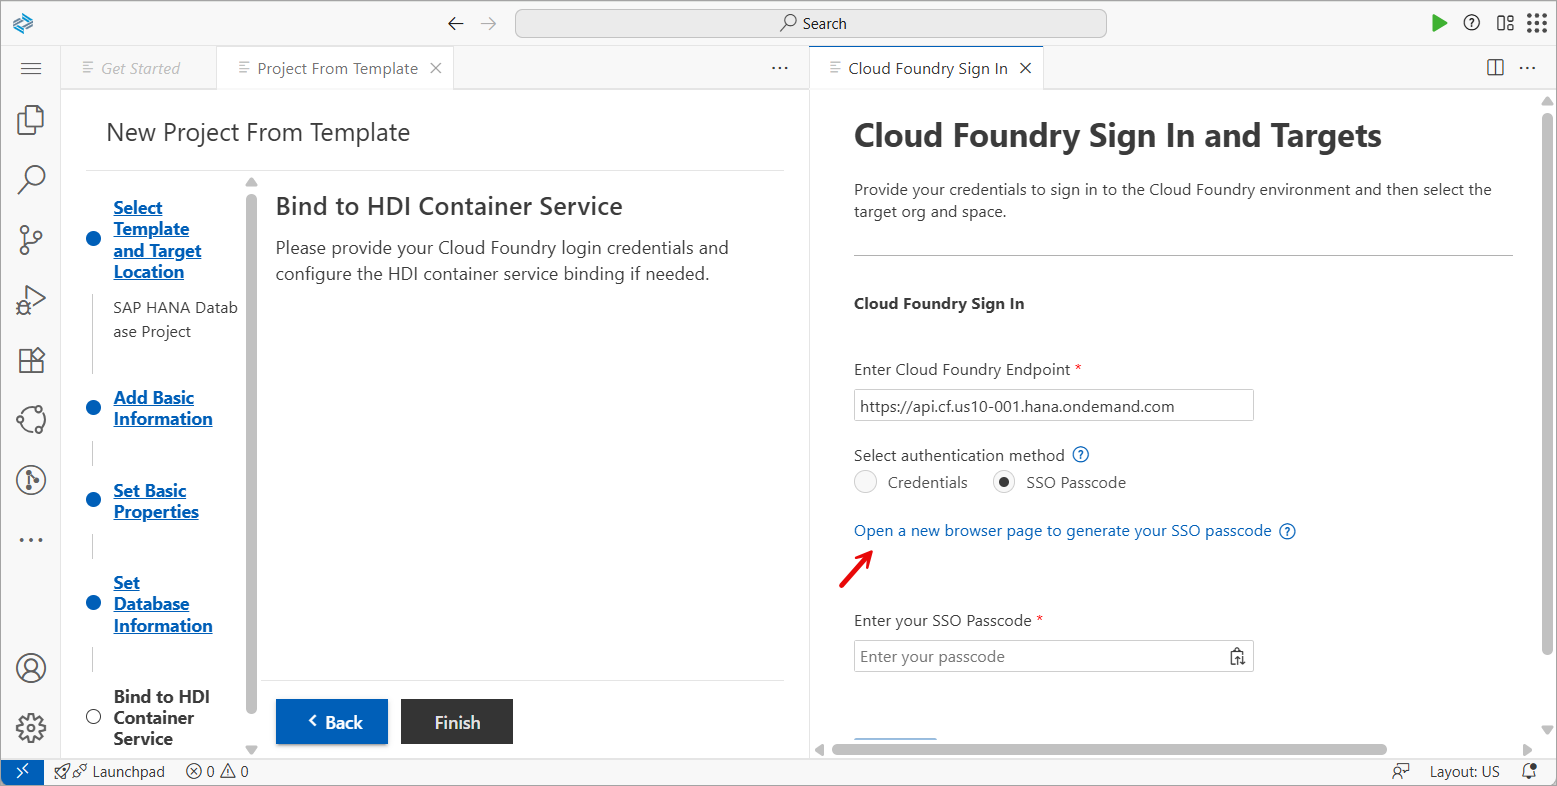 Search
Get Started
Project From Template
Cloud Foundry Sign In
New Project From Template
Select
Template
and Target
Location
SAP HANA Datab
ase Project
Add Basic
Information
Set Basic
Properties
Set
Database
Information
Bind to HDI
Container
Service
Bind to HDI Container Service
Please provide your Cloud Foundry login credentials and
configure the HDI container service binding if needed.
Back
Finish
Cloud Foundry Sign In and Targets
Provide your credentials to sign in to the Cloud Foundry environment and then select the
target org and space.
Cloud Foundry Sign In
Enter Cloud Foundry Endpoint *
https://api.cf.us10-001.hana.ondemand.com
Select authentication method
Credentials
SSO Passcode
Open a new browser page to generate your SSO passcode
Enter your SSO Passcode *
Enter your passcode
Launchpad
0
0
Layout: US